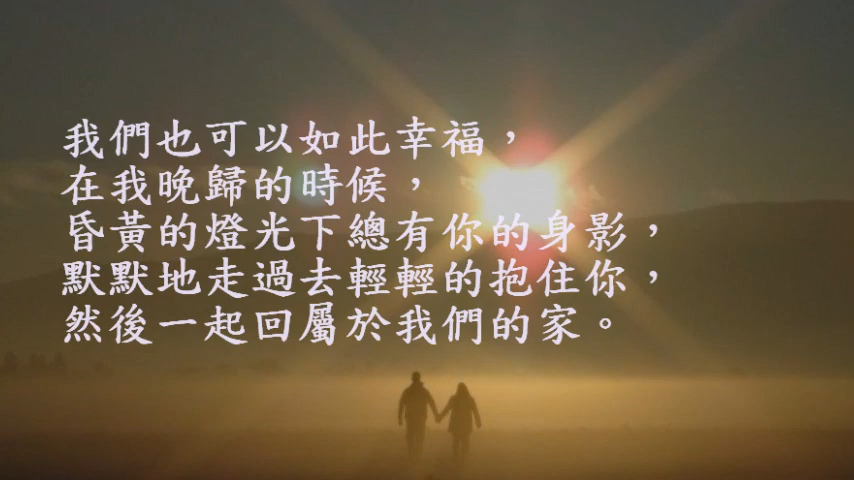 我們也可以如此幸福，
在我晚歸的時候，
昏黃的燈光下總有你的身影，
默默地走過去輕輕的抱住你，
然後一起回屬於我們的家。